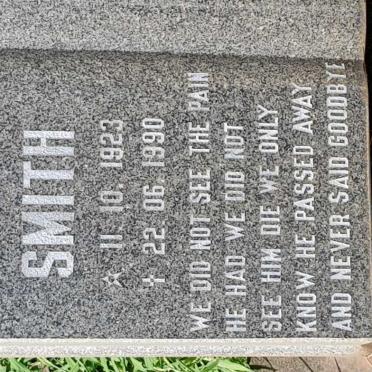 SMITH
☆ 11. 10. 1923
✝ 22. 06. 1990
WE DID NOT SEE THE PAIN
HE HAD WE DID NOT
SEE HIM DIE WE ONLY
KNOW HE PASSED AWAY
AND NEVER SAID GOODBYE